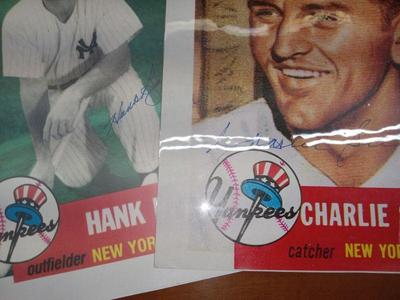 Yankees
HANK
outfielder NEW YOR
Yankees
CHARLIE
catcher NEW YOR